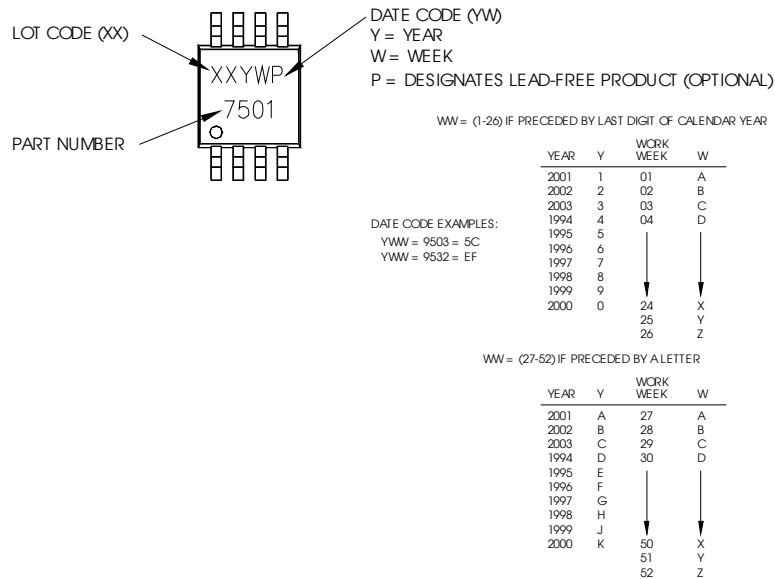 LOT CODE (XX)
XXYWP
7501
PART NUMBER
DATE CODE (YW)
Y = YEAR
W = WEEK
P = DESIGNATES LEAD-FREE PRODUCT (OPTIONAL)
WW = (1-26) IF PRECEDED BY LAST DIGIT OF CALENDAR YEAR
DATE CODE EXAMPLES:
YWW = 9503 = 5C
YWW = 9532 = EF
YEAR Y WORK WEEK W
2001 1 01 A
2002 2 02 B
2003 3 03 C
1994 4 04 D
1995 5
1996 6
1997 7
1998 8
1999 9
2000 0 24 X
25 Y
26 Z
WW = (27-52) IF PRECEDED BY A LETTER
YEAR Y WORK WEEK W
2001 A 27 A
2002 B 28 B
2003 C 29 C
1994 D 30 D
1995 E
1996 F
1997 G
1998 H
1999 J
2000 K 50 X
51 Y
52 Z